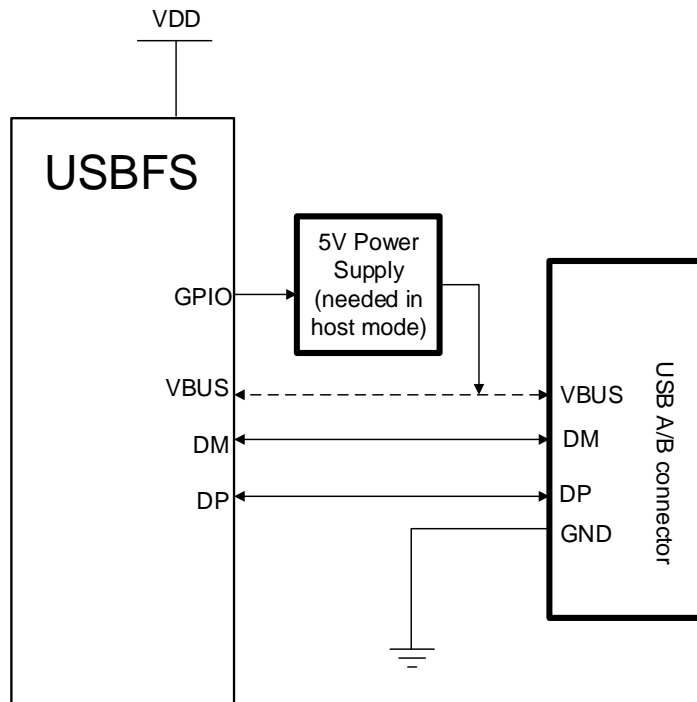 VDD
USBFS
5V Power
Supply
(needed in
host mode)
GPIO
VBUS
DM
DP
VBUS
DM
DP
GND
USB A/B connector